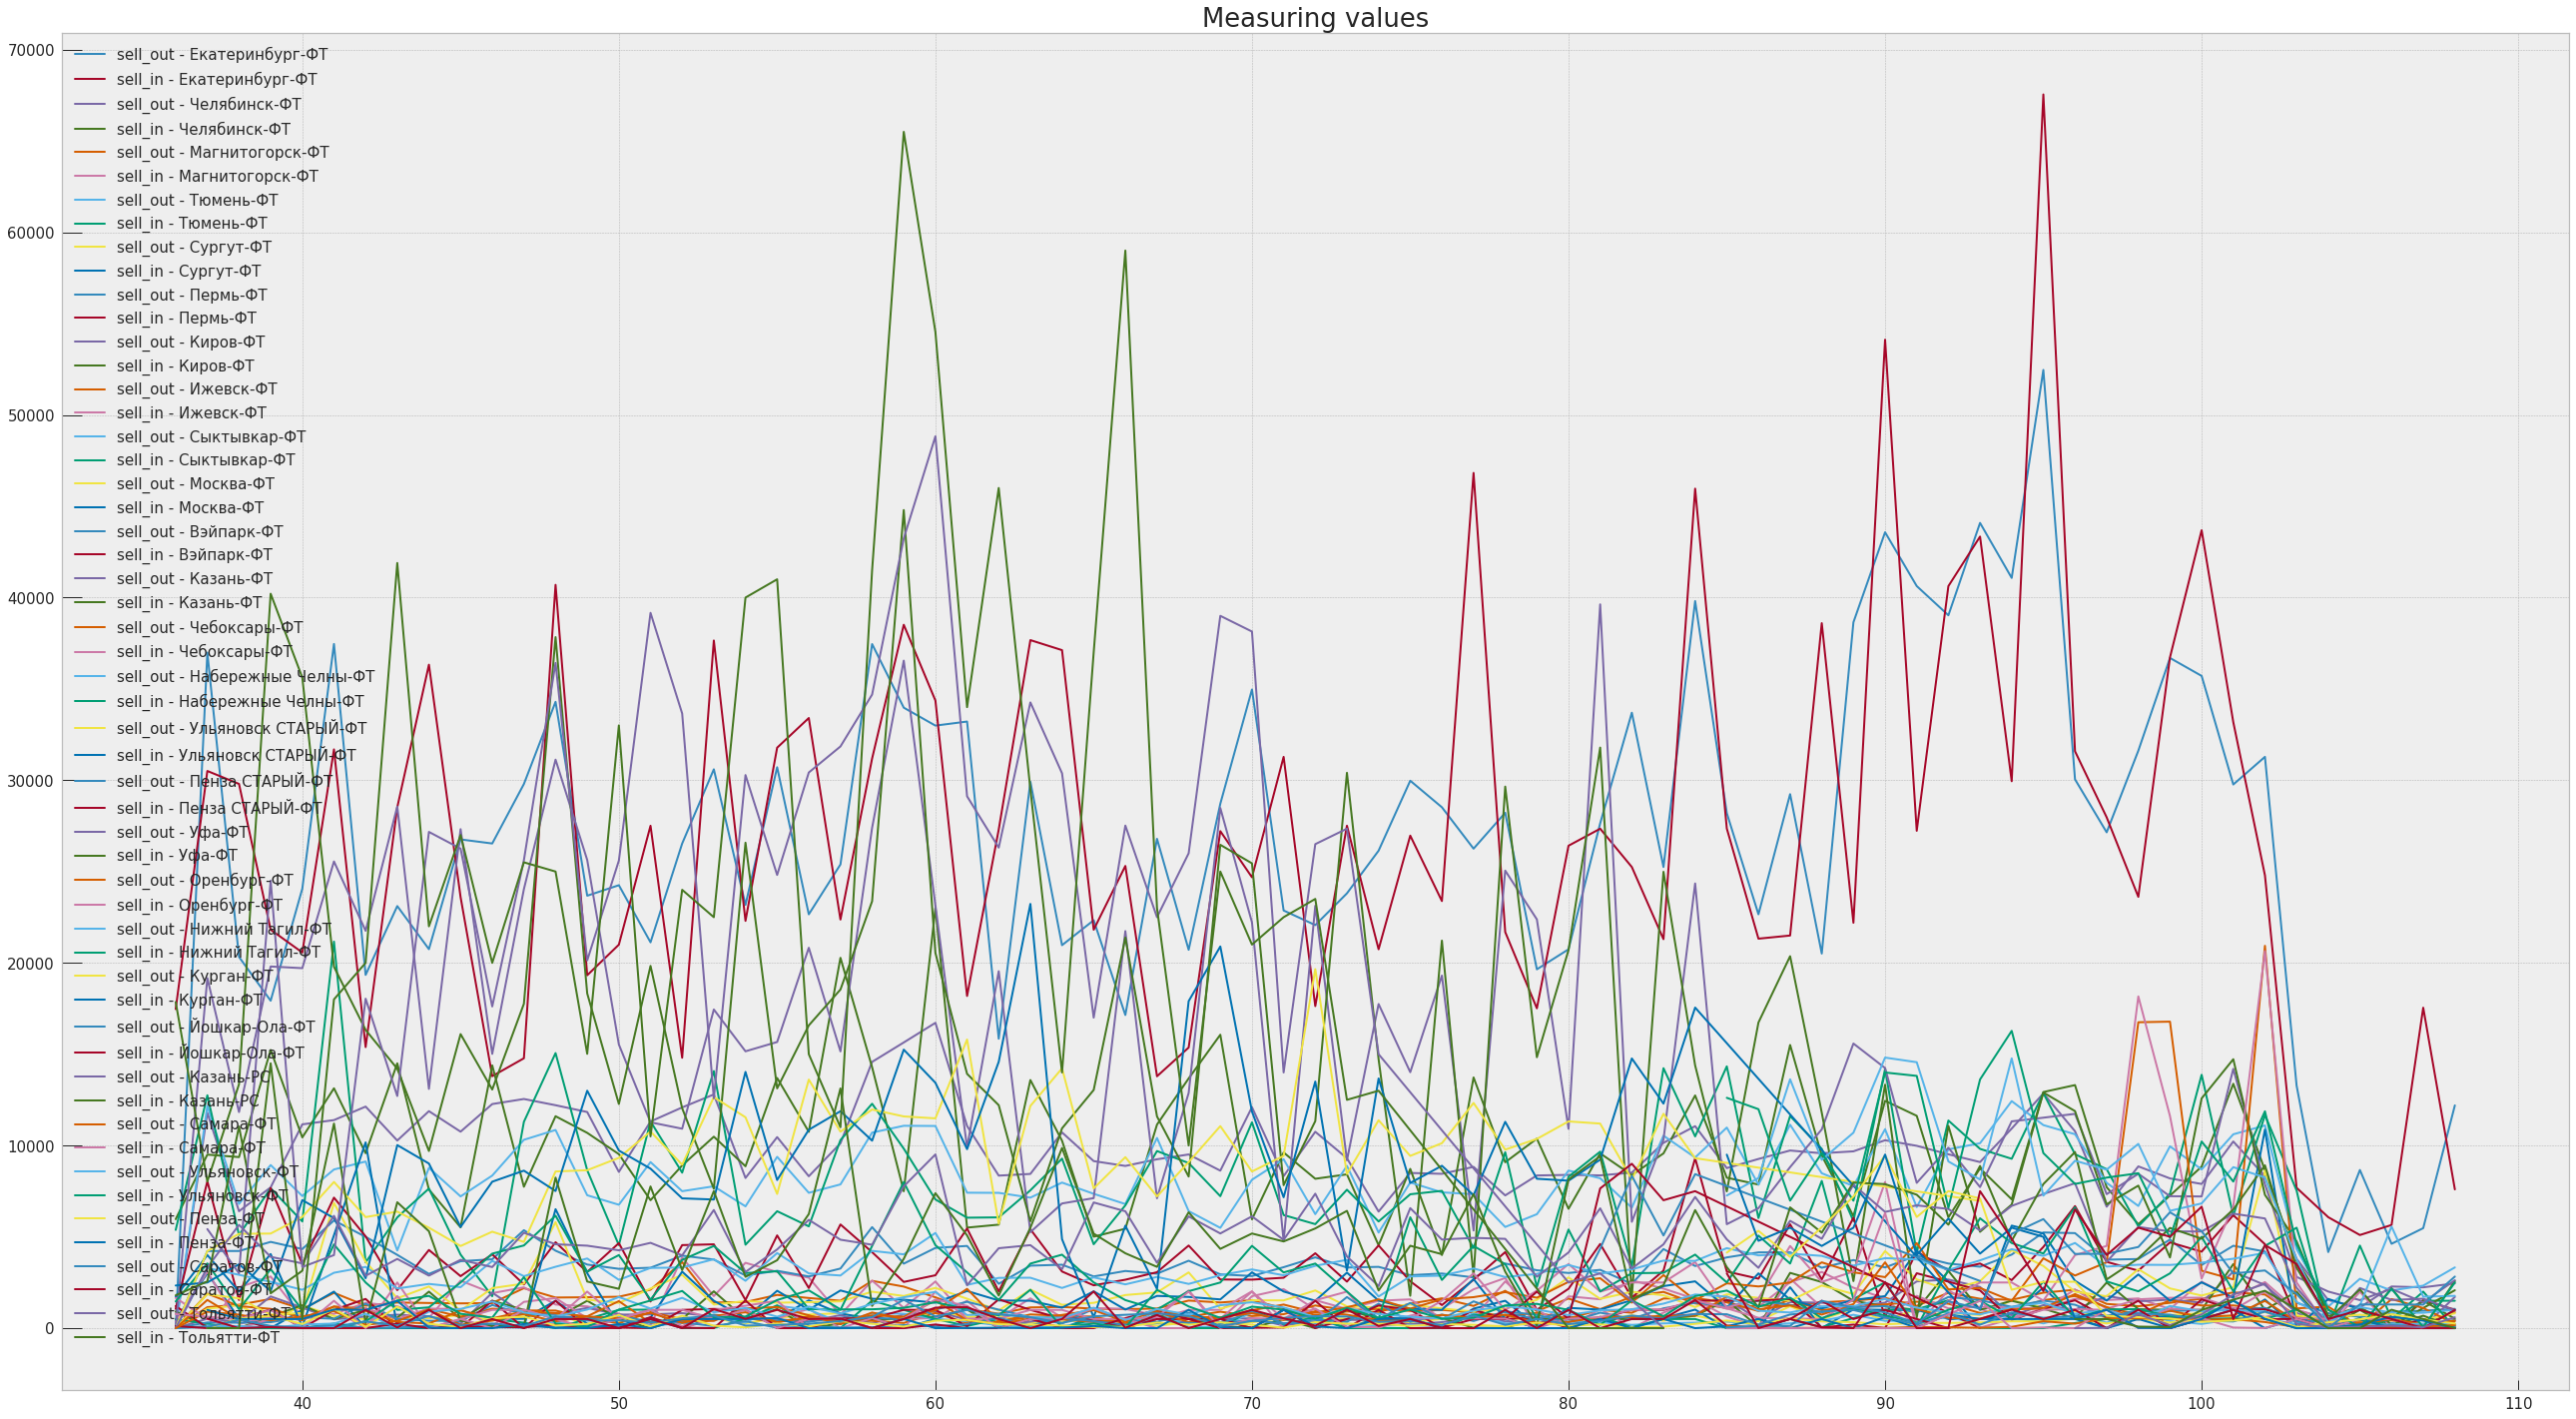 Measuring values
70000
60000
50000
40000
30000
20000
10000
0
sell_out - Екатеринбург-ФТ
sell_in - Екатеринбург-ФТ
sell_out - Челябинск-ФТ
sell_in - Челябинск-ФТ
sell_out - Магнитогорск-ФТ
sell_in - Магнитогорск-ФТ
sell_out - Тюмень-ФТ
sell_in - Тюмень-ФТ
sell_out - Сургут-ФТ
sell_in - Сургут-ФТ
sell_out - Пермь-ФТ
sell_in - Пермь-ФТ
sell_out - Киров-ФТ
sell_in - Киров-ФТ
sell_out - Ижевск-ФТ
sell_in - Ижевск-ФТ
sell_out - Сыктывкар-ФТ
sell_in - Сыктывкар-ФТ
sell_out - Москва-ФТ
sell_in - Москва-ФТ
sell_out - Вэйпарк-ФТ
sell_in - Вэйпарк-ФТ
sell_out - Казань-ФТ
sell_in - Казань-ФТ
sell_out - Чебоксары-ФТ
sell_in - Чебоксары-ФТ
sell_out - Набережные Челны-ФТ
sell_in - Набережные Челны-ФТ
sell_out - Ульяновск СТАРЫЙ-ФТ
sell_in - Ульяновск СТАРЫЙ-ФТ
sell_out - Пенза СТАРЫЙ-ФТ
sell_in - Пенза СТАРЫЙ-ФТ
sell_out - Уфа-ФТ
sell_in - Уфа-ФТ
sell_out - Оренбург-ФТ
sell_in - Оренбург-ФТ
sell_out - Нижний Тагил-ФТ
sell_in - Нижний Тагил-ФТ
sell_out - Курган-ФТ
sell_in - Курган-ФТ
sell_out - Йошкар-Ола-ФТ
sell_in - Йошкар-Ола-ФТ
sell_out - Казань-РС
sell_in - Казань-РС
sell_out - Самара-ФТ
sell_in - Самара-ФТ
sell_out - Ульяновск-ФТ
sell_in - Ульяновск-ФТ
sell_out - Пенза-ФТ
sell_in - Пенза-ФТ
sell_out - Саратов-ФТ
sell_in - Саратов-ФТ
sell_out - Тольятти-ФТ
sell_in - Тольятти-ФТ
40 50 60 70 80 90 100 110